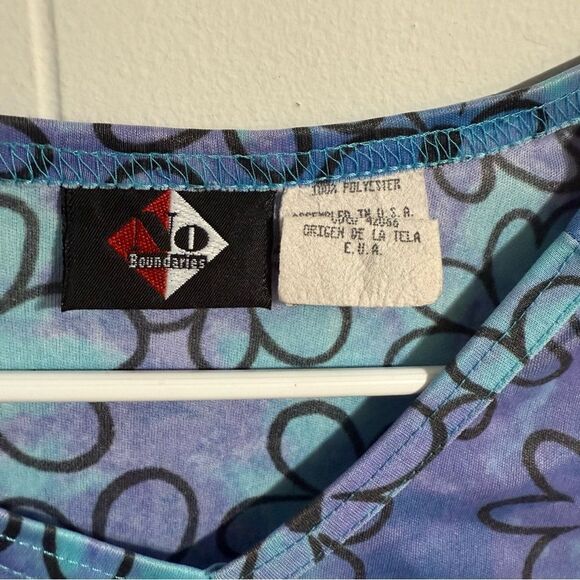 No
Boundaries
100% POLYESTER
ASSEMBLED IN U.S.A.
ORIGEN DE LA TELA
E.U.A.